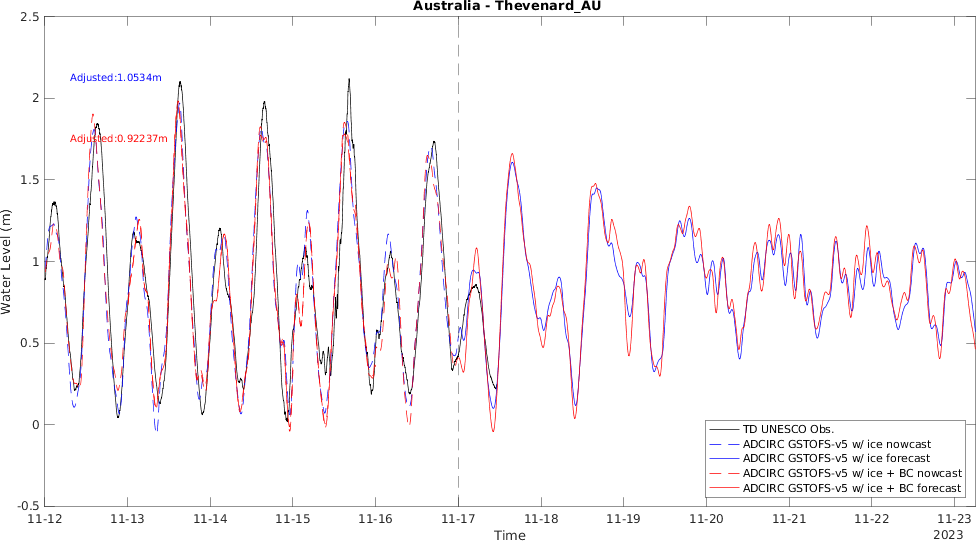 Australia - Thevenard_AU
2.5
2
1.5
1
0.5
0
-0.5
Water Level (m)
Adjusted:1.0534m
Adjusted:0.92237m
TD UNESCO Obs.
ADCIRC GSTOFS-v5 w/ ice nowcast
ADCIRC GSTOFS-v5 w/ ice forecast
ADCIRC GSTOFS-v5 w/ ice + BC nowcast
ADCIRC GSTOFS-v5 w/ ice + BC forecast
11-12 11-13 11-14 11-15 11-16 11-17 11-18 11-19 11-20 11-21 11-22 11-23
2023
Time